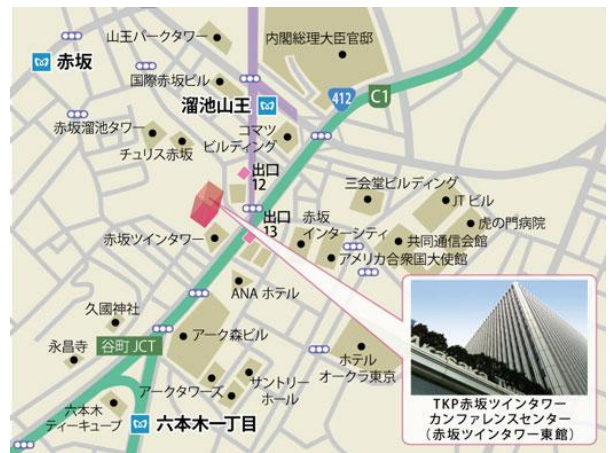 山王パークタワー
内閣総理大臣官邸
赤坂
国際赤坂ビル
412
C1
溜池山王
赤坂溜池タワー
チュリス赤坂
コマツ
ビルディング
出口
12
三会堂ビルディング
JTビル
虎の門病院
出口
13
赤坂
インターシティ
共同通信会館
赤坂ツインタワー
アメリカ合衆国大使館
ANAホテル
久國神社
永昌寺
谷町JCT
アーク森ビル
ホテル
オークラ東京
アークタワーズ
サントリー
ホール
六本木
ティーキューブ
六本木一丁目
TKP赤坂ツインタワー
カンファレンスセンター
(赤坂ツインタワー東館)